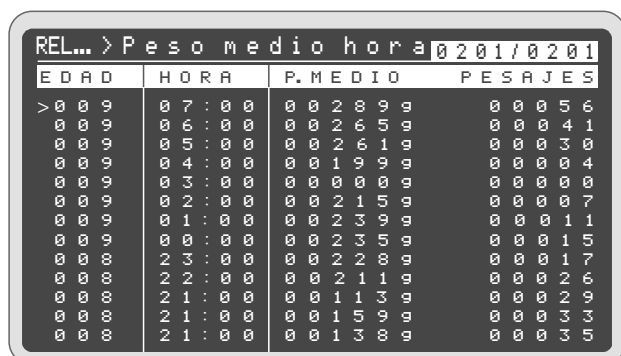 REL... > Peso medio hora 0201/0201
EDAD HORA P.MEDIO PESAJES
>009 07:00 00289g 00056
009 06:00 00265g 00041
009 05:00 00261g 00030
009 04:00 00199g 00004
009 03:00 00000g 00000
009 02:00 00215g 00007
009 01:00 00239g 00011
009 00:00 00235g 00015
008 23:00 00228g 00017
008 22:00 00211g 00026
008 21:00 00113g 00029
008 21:00 00159g 00033
008 21:00 00138g 00035